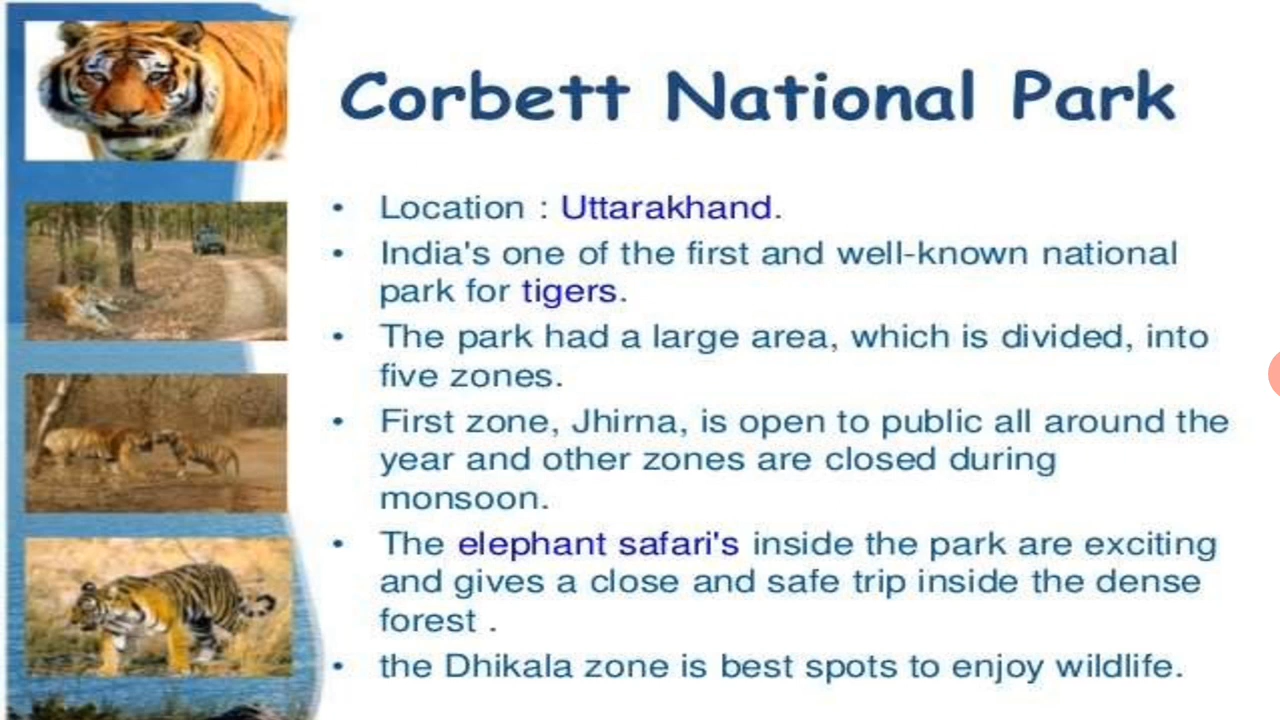 Corbett National Park
• Location : Uttarakhand.
• India's one of the first and well-known national
park for tigers.
• The park had a large area, which is divided, into
five zones.
• First zone, Jhirna, is open to public all around the
year and other zones are closed during
monsoon.
• The elephant safari's inside the park are exciting
and gives a close and safe trip inside the dense
forest .
• the Dhikala zone is best spots to enjoy wildlife.